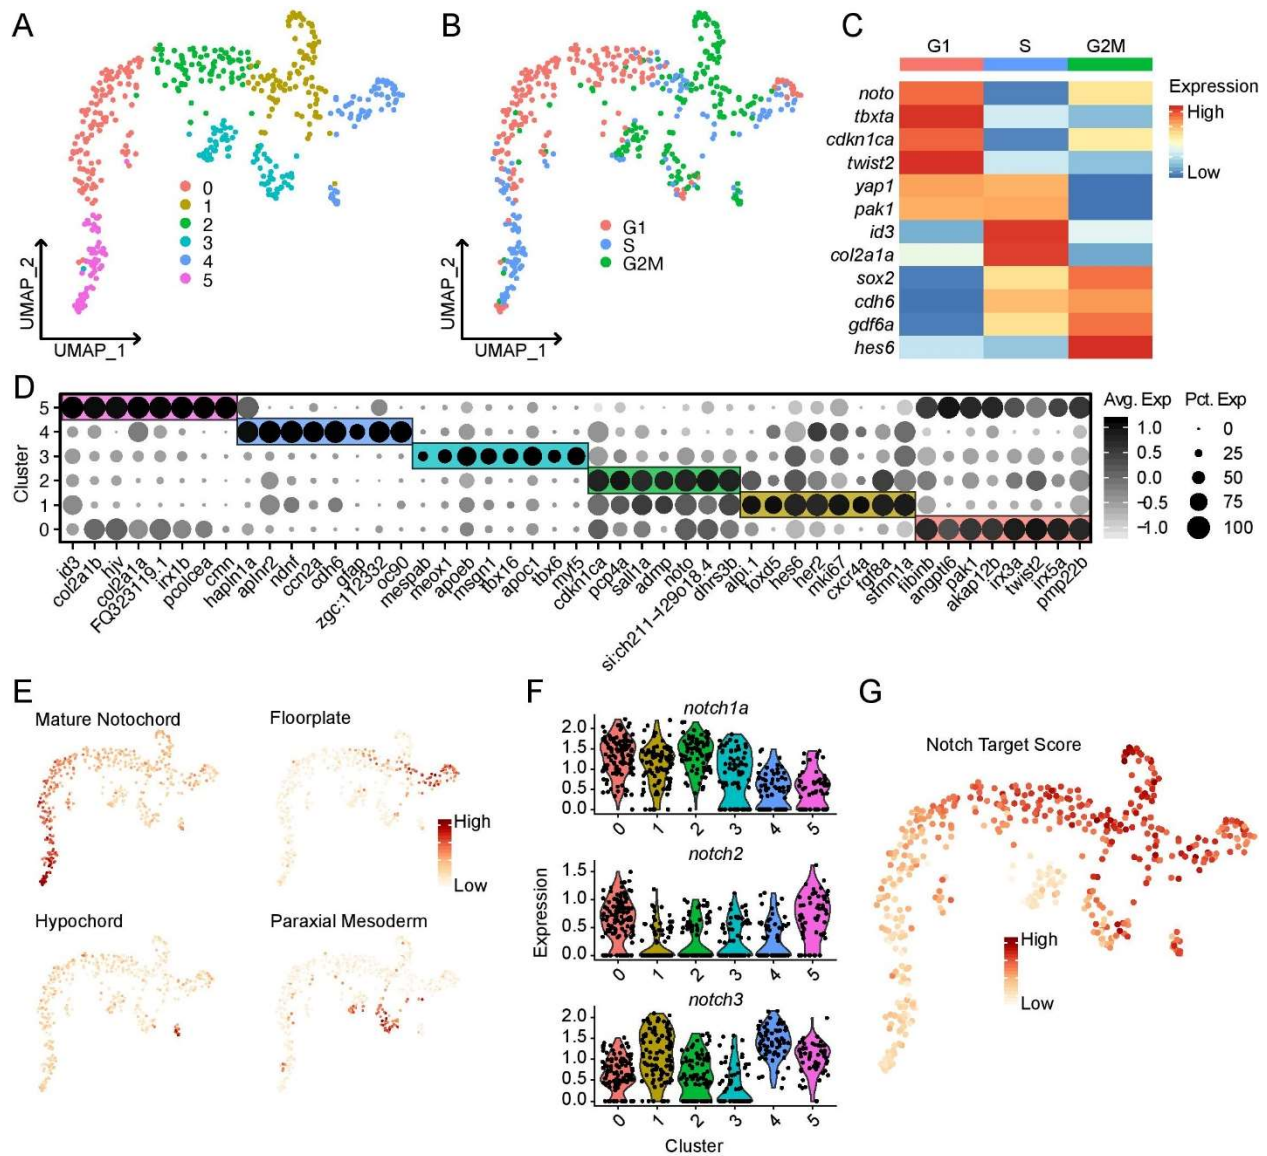 A
B
C
G1 S G2M
Expression
High
Low
noto
tbxta
cdkn1ca
twist2
yap1
pak1
id3
col2a1a
sox2
cdh6
gdf6a
hes6
0
1
2
3
4
5
UMAP_2
UMAP_1
G1
S
G2M
UMAP_2
UMAP_1
D
Cluster
5
4
3
2
1
0
Avg. Exp
1.0
0.5
0.0
−0.5
−1.0
Pct. Exp
0
25
50
75
100
id3
col2a1b
hjv
col21a1a
FQ323119.1
irx1b
pcolcea
cmn
hapln1a
aplnr2
ndnf
ccn2a
cdh6
gfap
zgc:112332
oc90
mespab
meox1
apoeb
msgn1
tbx16
apoc1
tbx6
myf5
cdkn1ca
pcp4a
sall1a
admp
noto
si:ch211-129o18.4
dhrs3b
alpl.1
foxd5
hes6
her2
mki67
cxcr4a
fgf8a
stmn1a
fibinb
angptl6
pak1
akap12b
irx3a
twist2
irx5a
pmp22b
E
Mature Notochord
Floorplate
High
Low
Hypochord
Paraxial Mesoderm
F
notch1a
2.0
1.5
1.0
0.5
0.0
0 1 2 3 4 5
notch2
1.5
1.0
0.5
0.0
0 1 2 3 4 5
notch3
2.0
1.5
1.0
0.5
0.0
0 1 2 3 4 5
Expression
Cluster
G
Notch Target Score
High
Low